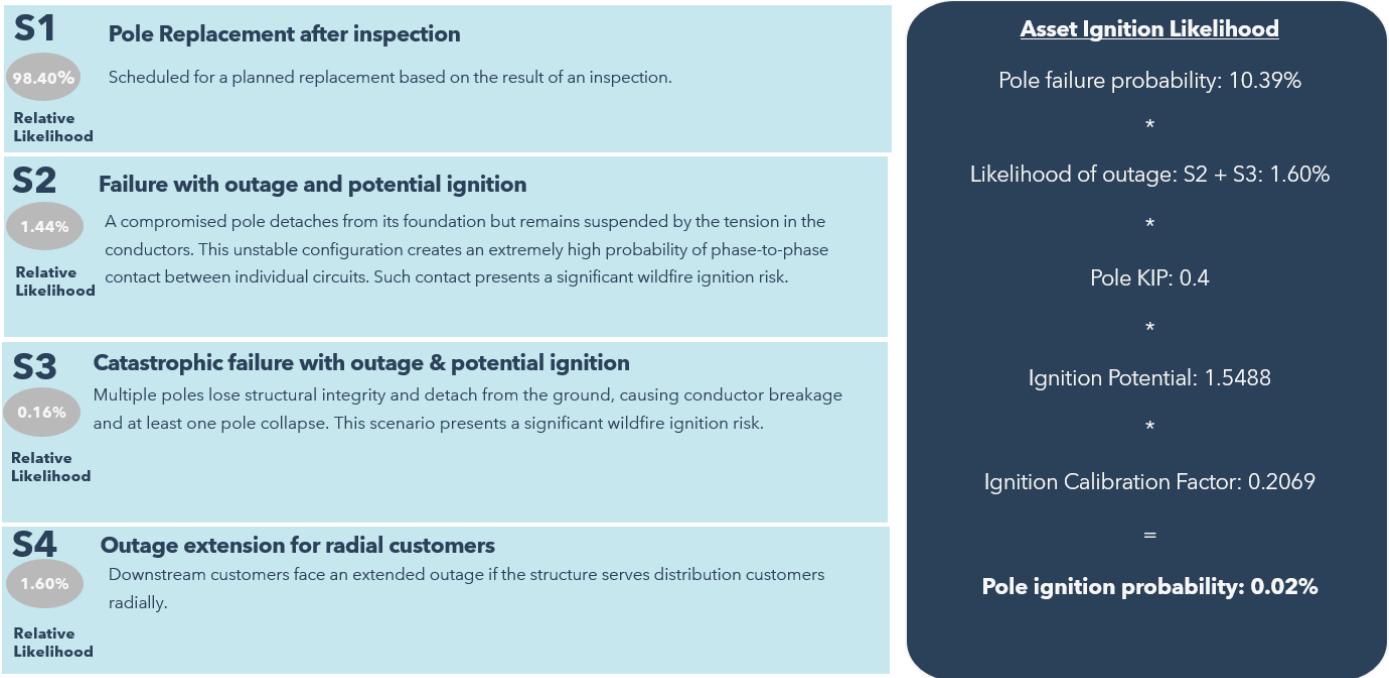 S1
Pole Replacement after inspection
98.40%
Scheduled for a planned replacement based on the result of an inspection.
Relative
Likelihood
S2
Failure with outage and potential ignition
1.44%
A compromised pole detaches from its foundation but remains suspended by the tension in the
conductors. This unstable configuration creates an extremely high probability of phase-to-phase
contact between individual circuits. Such contact presents a significant wildfire ignition risk.
Relative
Likelihood
S3
Catastrophic failure with outage & potential ignition
0.16%
Multiple poles lose structural integrity and detach from the ground, causing conductor breakage
and at least one pole collapse. This scenario presents a significant wildfire ignition risk.
Relative
Likelihood
S4
Outage extension for radial customers
1.60%
Downstream customers face an extended outage if the structure serves distribution customers
radially.
Relative
Likelihood
Asset Ignition Likelihood
Pole failure probability: 10.39%
*
Likelihood of outage: S2 + S3: 1.60%
*
Pole KIP: 0.4
*
Ignition Potential: 1.5488
*
Ignition Calibration Factor: 0.2069
=
Pole ignition probability: 0.02%